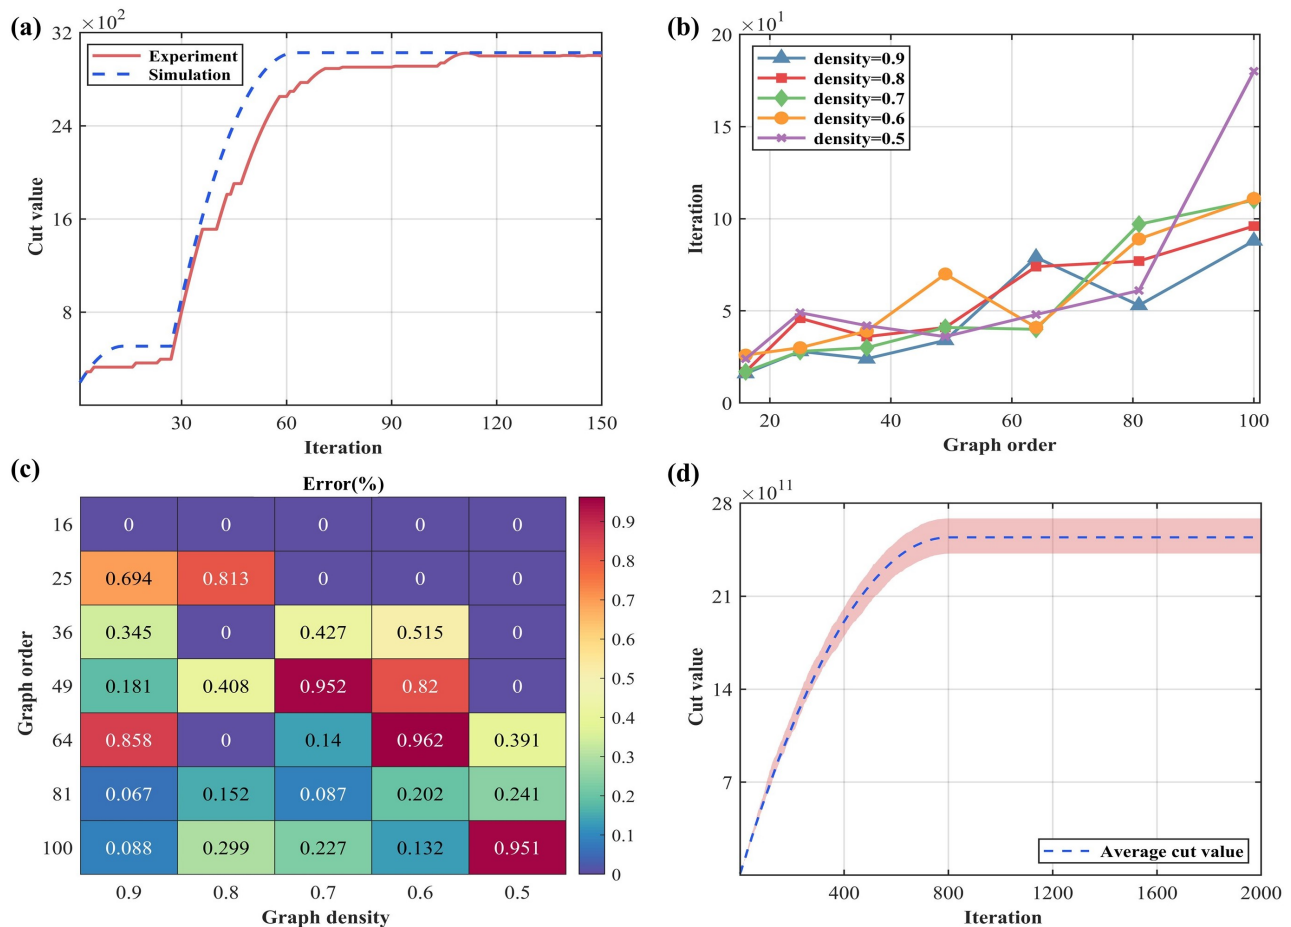 (a)
×10²
32
24
16
8
Cut value
Experiment
Simulation
30 60 90 120 150
Iteration
(b)
×10¹
20
15
10
5
0
Iteration
density=0.9
density=0.8
density=0.7
density=0.6
density=0.5
20 40 60 80 100
Graph order
(c)
Error(%)
Graph order
16 0 0 0 0 0
25 0.694 0.813 0 0 0
36 0.345 0 0.427 0.515 0
49 0.181 0.408 0.952 0.82 0
64 0.858 0 0.14 0.962 0.391
81 0.067 0.152 0.087 0.202 0.241
100 0.088 0.299 0.227 0.132 0.951
0.9 0.8 0.7 0.6 0.5
Graph density
0.9
0.8
0.7
0.6
0.5
0.4
0.3
0.2
0.1
0
(d)
×10¹¹
28
21
14
7
Cut value
Average cut value
400 800 1200 1600 2000
Iteration